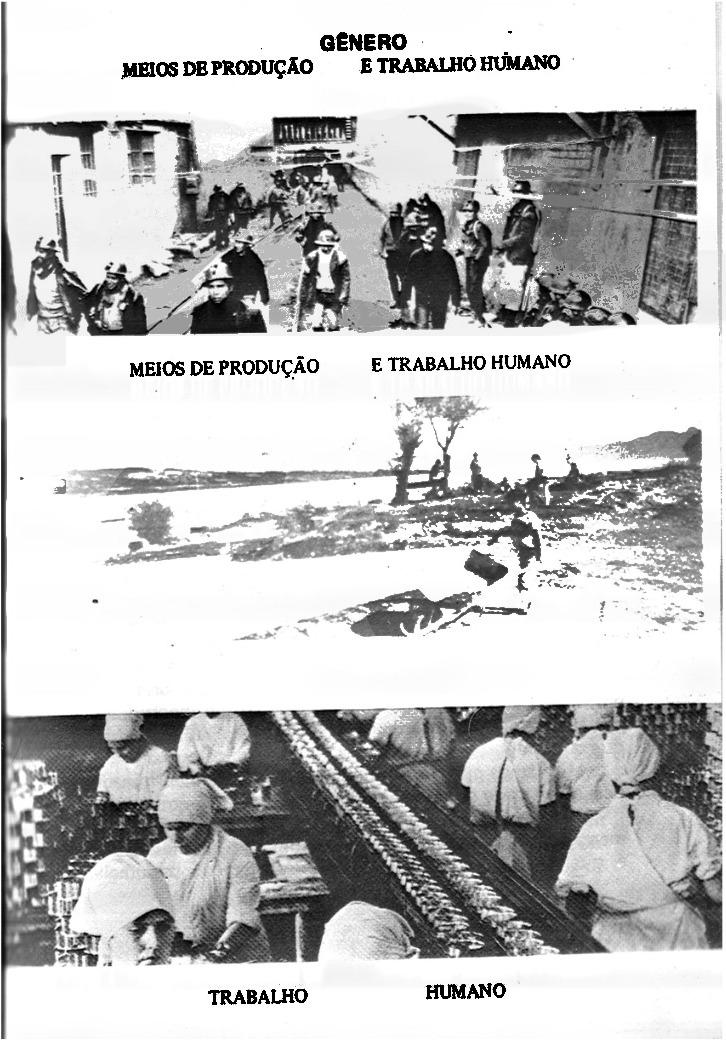 GÊNERO
MEIOS DE PRODUÇÃO E TRABALHO HUMANO
MEIOS DE PRODUÇÃO E TRABALHO HUMANO
TRABALHO HUMANO